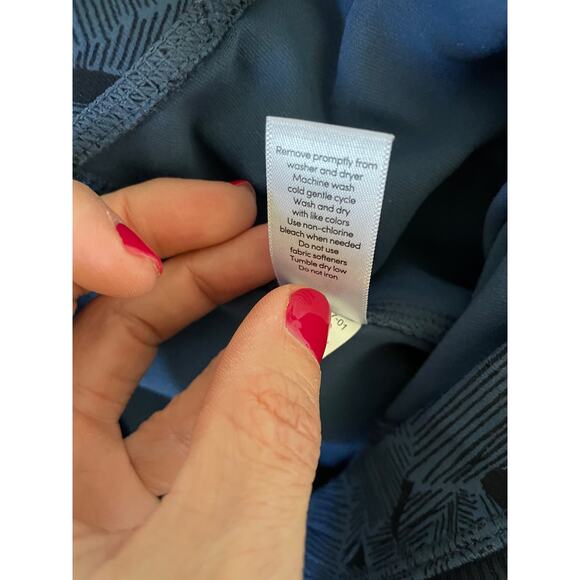 Remove promptly from
washer and dryer
Machine wash
cold gentle cycle
Wash and dry
with like colors
Use non-chlorine
bleach when needed
Do not use
fabric softeners
Tumble dry low
Do not iron
-01